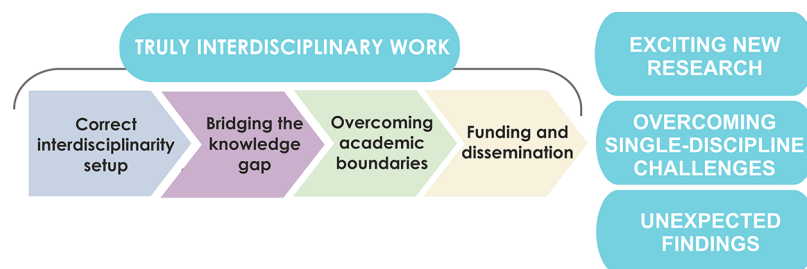 TRULY INTERDISCIPLINARY WORK
Correct
interdisciplinarity
setup
Bridging the
knowledge
gap
Overcoming
academic
boundaries
Funding and
dissemination
EXCITING NEW
RESEARCH
OVERCOMING
SINGLE-DISCIPLINE
CHALLENGES
UNEXPECTED
FINDINGS